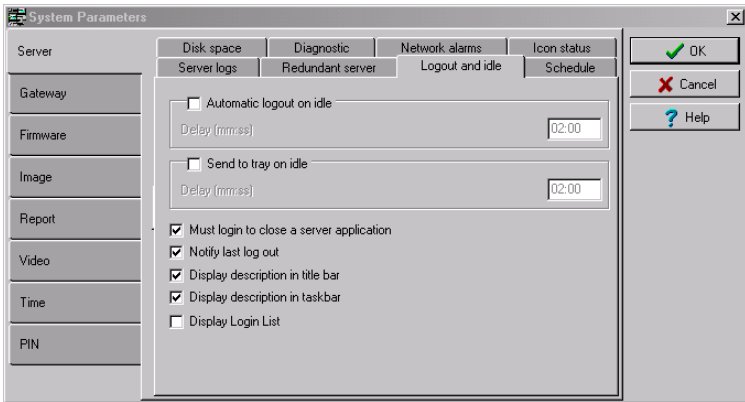 System Parameters
Server
Gateway
Firmware
Image
Report
Video
Time
PIN
Disk space
Diagnostic
Network alarms
Icon status
Server logs
Redundant server
Logout and idle
Schedule
Automatic logout on idle
Delay (mm:ss)
02:00
Send to tray on idle
Delay (mm:ss)
02:00
Must login to close a server application
Notify last log out
Display description in title bar
Display description in taskbar
Display Login List
OK
Cancel
? Help